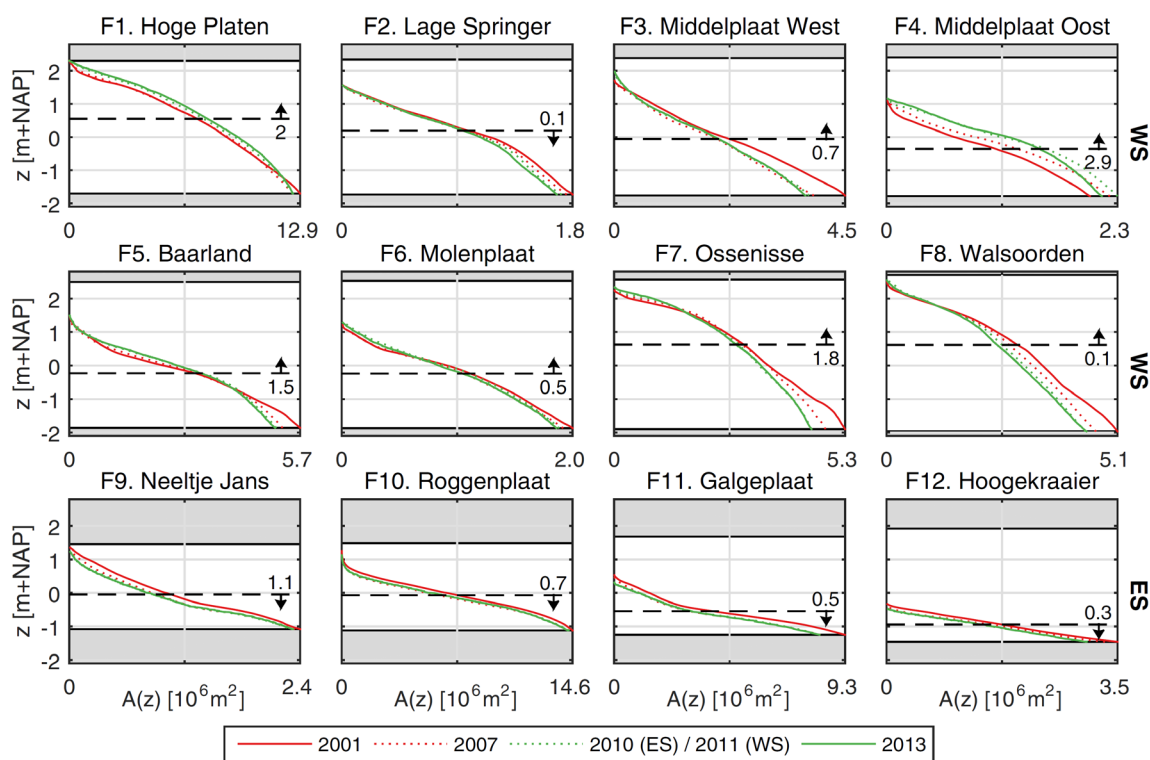 F1. Hoge Platen F2. Lage Springer F3. Middelplaat West F4. Middelplaat Oost
z [m+NAP] 2 1 0 -1 -2 2 0.1 0.7 2.9 WS
0 12.9 0 1.8 0 4.5 0 2.3
F5. Baarland F6. Molenplaat F7. Ossenisse F8. Walsoorden
z [m+NAP] 2 1 0 -1 -2 1.5 0.5 1.8 0.1 WS
0 5.7 0 2.0 0 5.3 0 5.1
F9. Neeltje Jans F10. Roggenplaat F11. Galgeplaat F12. Hoogekraaier
z [m+NAP] 2 1 0 -1 -2 1.1 0.7 0.5 0.3 ES
0 2.4 0 14.6 0 9.3 0 3.5
A(z) [10⁶m²] A(z) [10⁶m²] A(z) [10⁶m²] A(z) [10⁶m²]
2001 2007 2010 (ES) / 2011 (WS) 2013